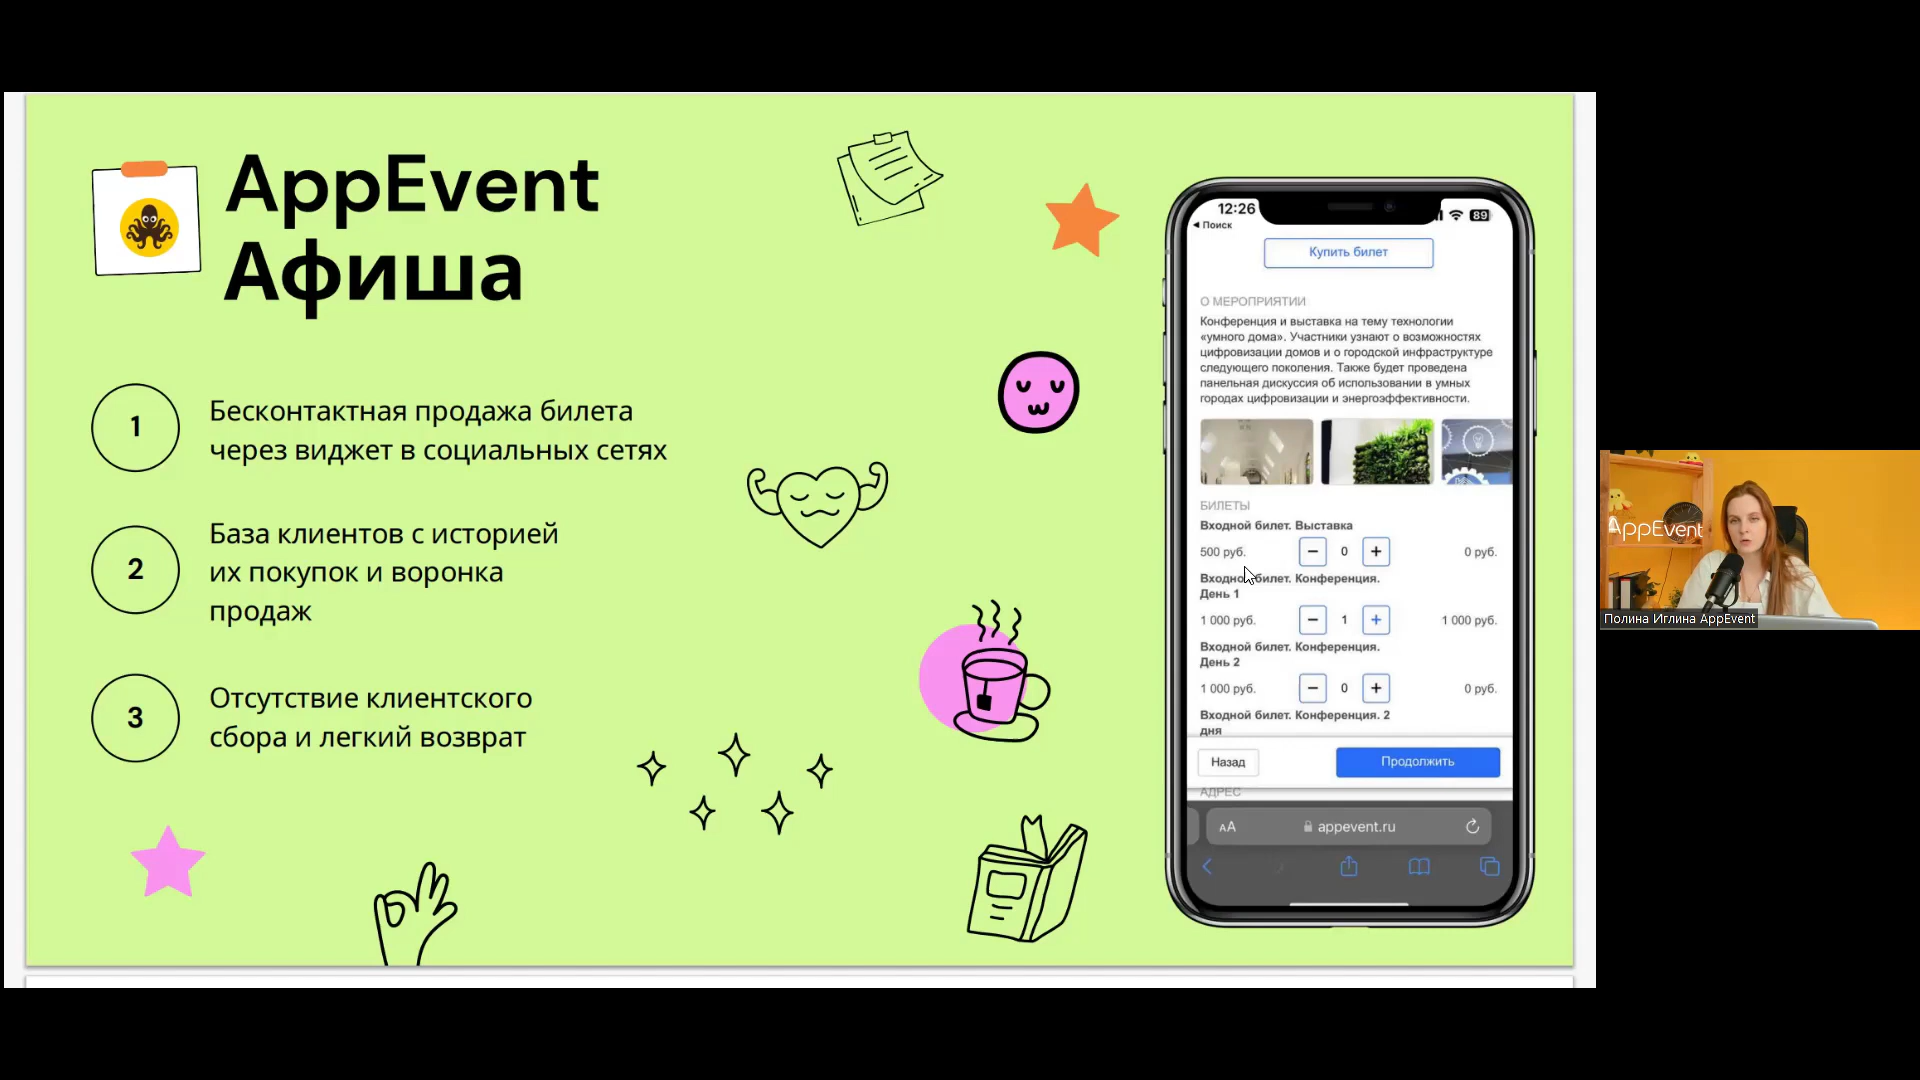 AppEvent
Афиша
1
Бесконтактная продажа билета
через виджет в социальных сетях
2
База клиентов с историей
их покупок и воронка
продаж
3
Отсутствие клиентского
сбора и легкий возврат
12:26
89
Поиск
Купить билет
О МЕРОПРИЯТИИ
Конференция и выставка на тему технологии
«умного дома». Участники узнают о возможностях
цифровизации домов и о городской инфраструктуре
следующего поколения. Также будет проведена
панельная дискуссия об использовании в умных
городах цифровизации и энергоэффективности.
БИЛЕТЫ
Входной билет. Выставка
500 руб. − 0 + 0 руб.
Входной билет. Конференция.
День 1
1 000 руб. − 1 + 1 000 руб.
Входной билет. Конференция.
День 2
1 000 руб. − 0 + 0 руб.
Входной билет. Конференция. 2
дня
Назад Продолжить
АДРЕС
AA appevent.ru
AppEvent
Полина Иглина AppEvent